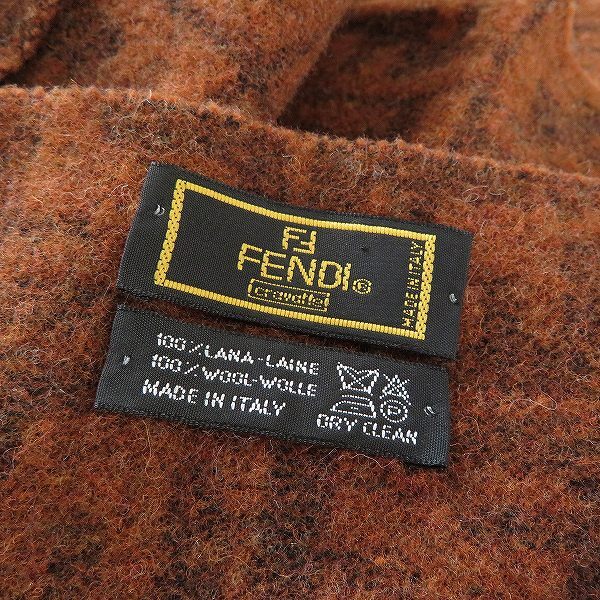 FF
FENDI®
cravatte
MADE IN ITALY
100/LANA-LAINE
100/WOOL-WOLLE
MADE IN ITALY
P
DRY CLEAN